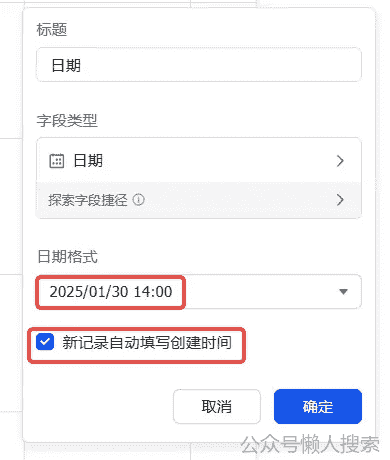 标题
日期
字段类型
日期
探索字段捷径
日期格式
2025/01/30 14:00
新记录自动填写创建时间
取消 确定
公众号懒人搜索